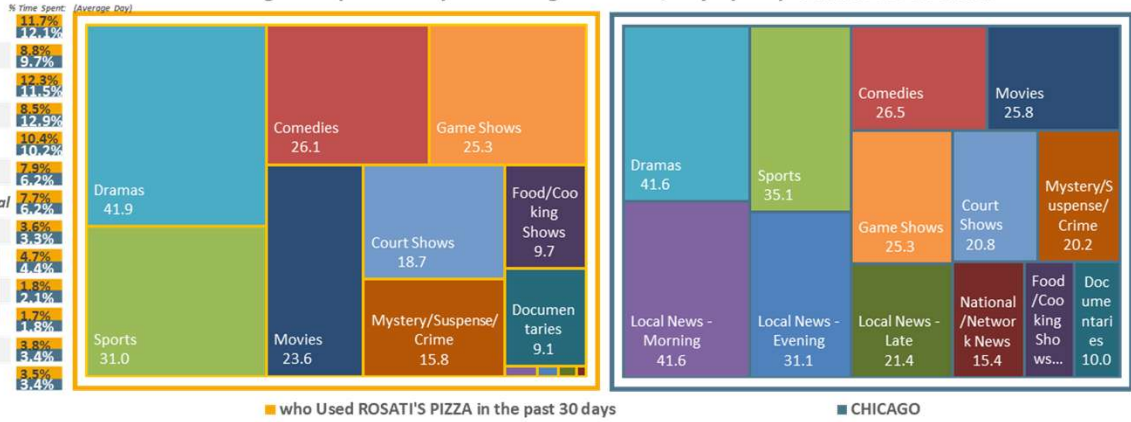 % Time Spent: (Average Day)
11.7%
12.1%
8.8%
9.7%
12.3%
11.5%
8.5%
12.9%
10.4%
10.2%
7.9%
6.2%
7.7%
6.2%
3.6%
3.3%
4.7%
4.4%
1.8%
2.1%
1.7%
1.8%
3.8%
3.4%
3.5%
3.4%
Dramas
41.9
Sports
31.0
Comedies
26.1
Game Shows
25.3
Movies
23.6
Court Shows
18.7
Mystery/Suspense/
Crime
15.8
Food/Coo
king
Shows
9.7
Documen
taries
9.1
Dramas
41.6
Local News -
Morning
41.6
Sports
35.1
Local News -
Evening
31.1
Comedies
26.5
Movies
25.8
Game Shows
25.3
Court
Shows
20.8
Mystery/S
uspense/
Crime
20.2
Local News -
Late
21.4
National
/Networ
k News
15.4
Food
/Coo
king
Sho
ws...
Doc
ume
ntari
es
10.0
who Used ROSATI'S PIZZA in the past 30 days
CHICAGO